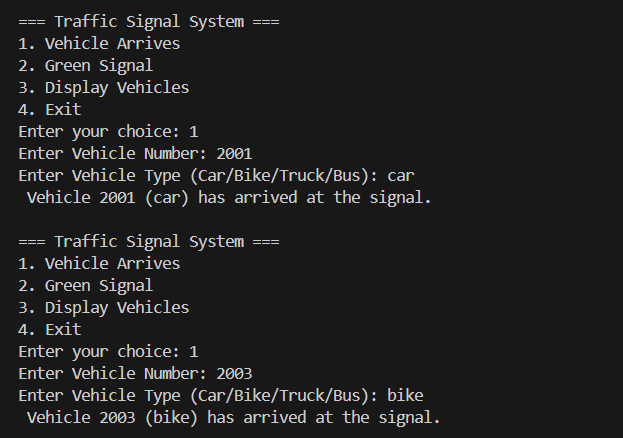 === Traffic Signal System ===
1. Vehicle Arrives
2. Green Signal
3. Display Vehicles
4. Exit
Enter your choice: 1
Enter Vehicle Number: 2001
Enter Vehicle Type (Car/Bike/Truck/Bus): car
 Vehicle 2001 (car) has arrived at the signal.

=== Traffic Signal System ===
1. Vehicle Arrives
2. Green Signal
3. Display Vehicles
4. Exit
Enter your choice: 1
Enter Vehicle Number: 2003
Enter Vehicle Type (Car/Bike/Truck/Bus): bike
 Vehicle 2003 (bike) has arrived at the signal.